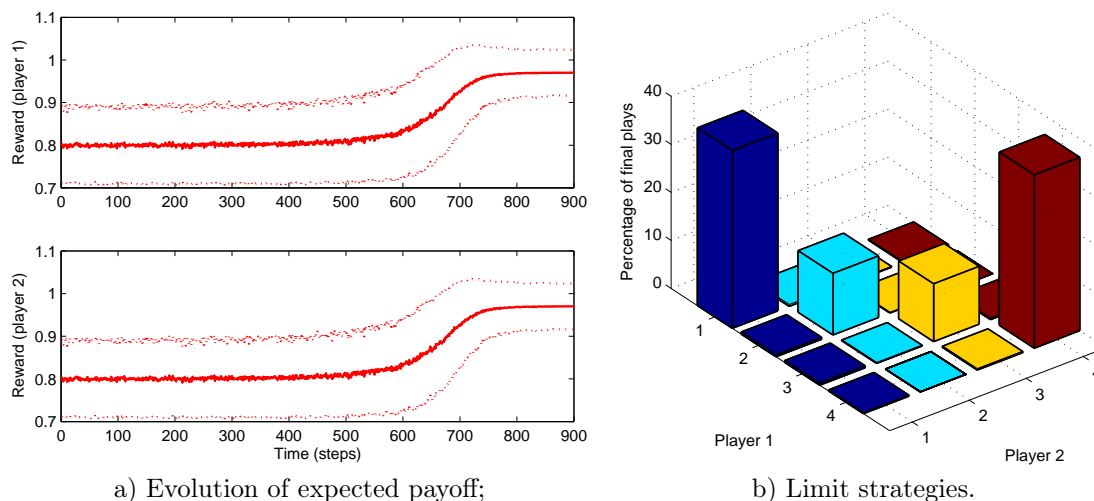 1.1
1
0.9
0.8
0.7
Reward (player 1)
0 100 200 300 400 500 600 700 800 900
1.1
1
0.9
0.8
0.7
Reward (player 2)
0 100 200 300 400 500 600 700 800 900
Time (steps)
a) Evolution of expected payoff;
40
30
20
10
0
Percentage of final plays
1
2
3
4
Player 1
1
2
3
Player 2
b) Limit strategies.